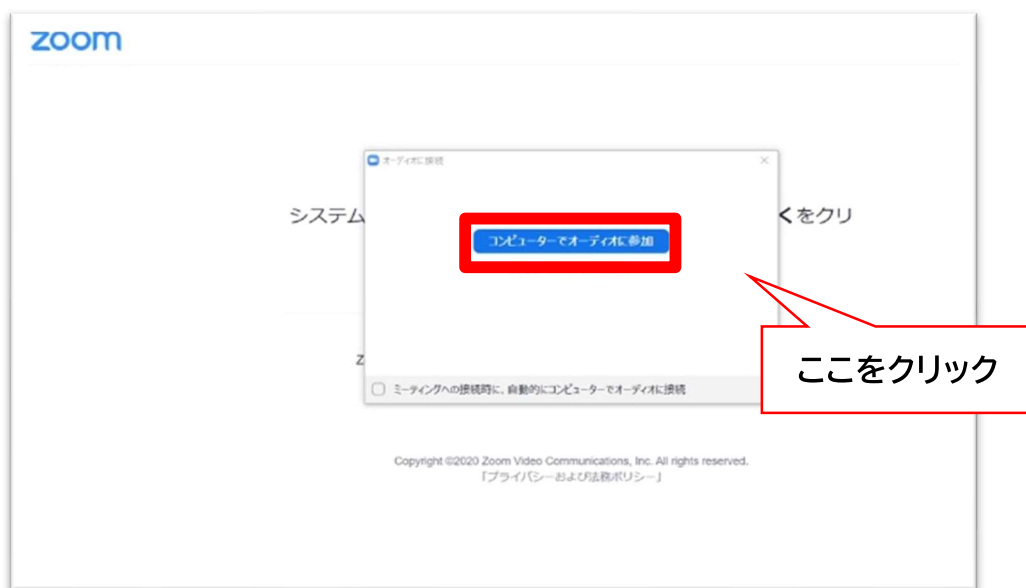 zoom
オーディオに接続
システム
くをクリ
コンピューターでオーディオに参加
ここをクリック
z
ミーティングへの接続時に、自動的にコンピューターでオーディオに接続
Copyright ©2020 Zoom Video Communications, Inc. All rights reserved.
「プライバシーおよび法務ポリシー」